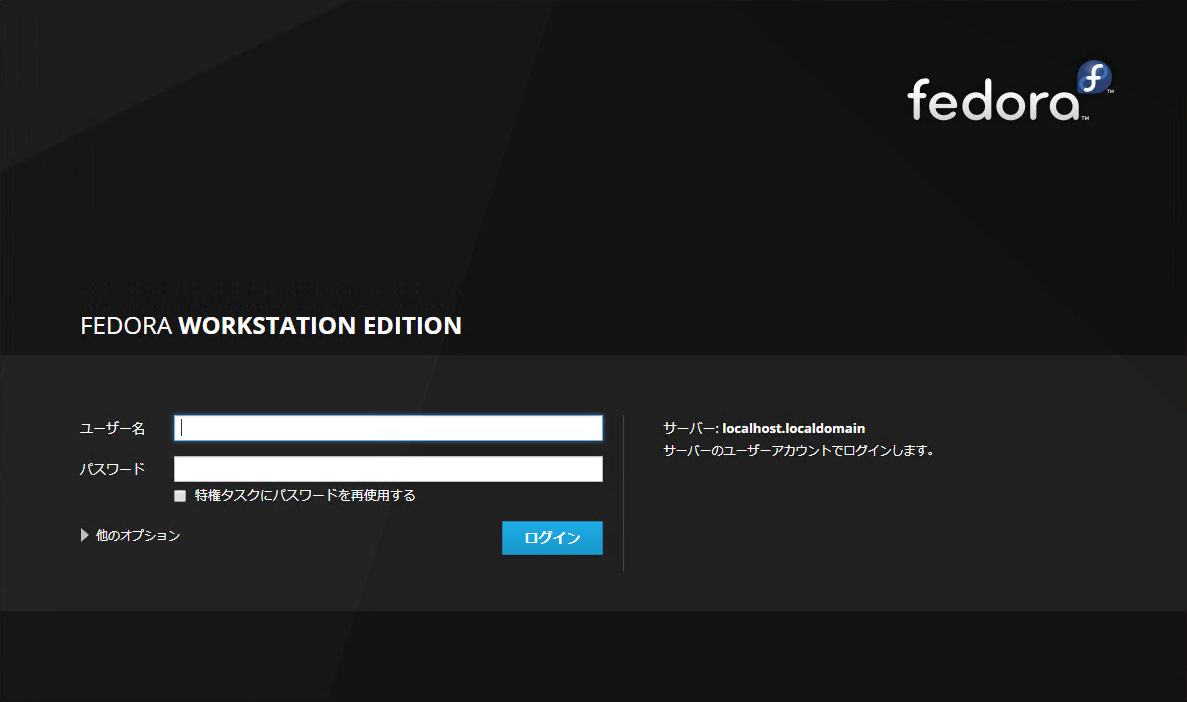 fedora
FEDORA WORKSTATION EDITION
ユーザー名
パスワード
特権タスクにパスワードを再使用する
他のオプション
ログイン
サーバー: localhost.localdomain
サーバーのユーザーアカウントでログインします。